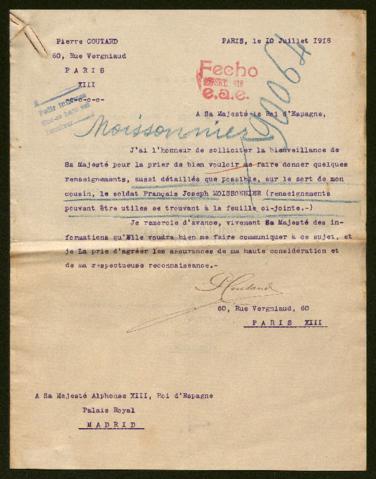 Pierre COUTARD
60, Rue Vergniaud
PARIS
XIII
-o-o-o-
PARIS, le 10 Juillet 1918
Fecho
e.a.e.
A Sa Majesté le Roi d'Espagne,
Moissonnier
J'ai l'honneur de solliciter la bienveillance de
Sa Majesté pour la prier de bien vouloir me faire donner quelques
renseignements, aussi détaillés que possible, sur le sort de mon
cousin, le soldat François Joseph MOISSONNIER (renseignements
pouvant être utiles se trouvant à la feuille ci-jointe.-)
Je remercie d'avance, vivement Sa Majesté des in-
formations qu'Elle voudra bien me faire communiquer à ce sujet, et
je La prie d'agréer les assurances de ma haute considération et
de ma respectueuse reconnaissance.-
P. Coutard
60, Rue Vergniaud, 60
PARIS XIII
A Sa Majesté Alphonse XIII, Roi d'Espagne
Palais Royal
MADRID